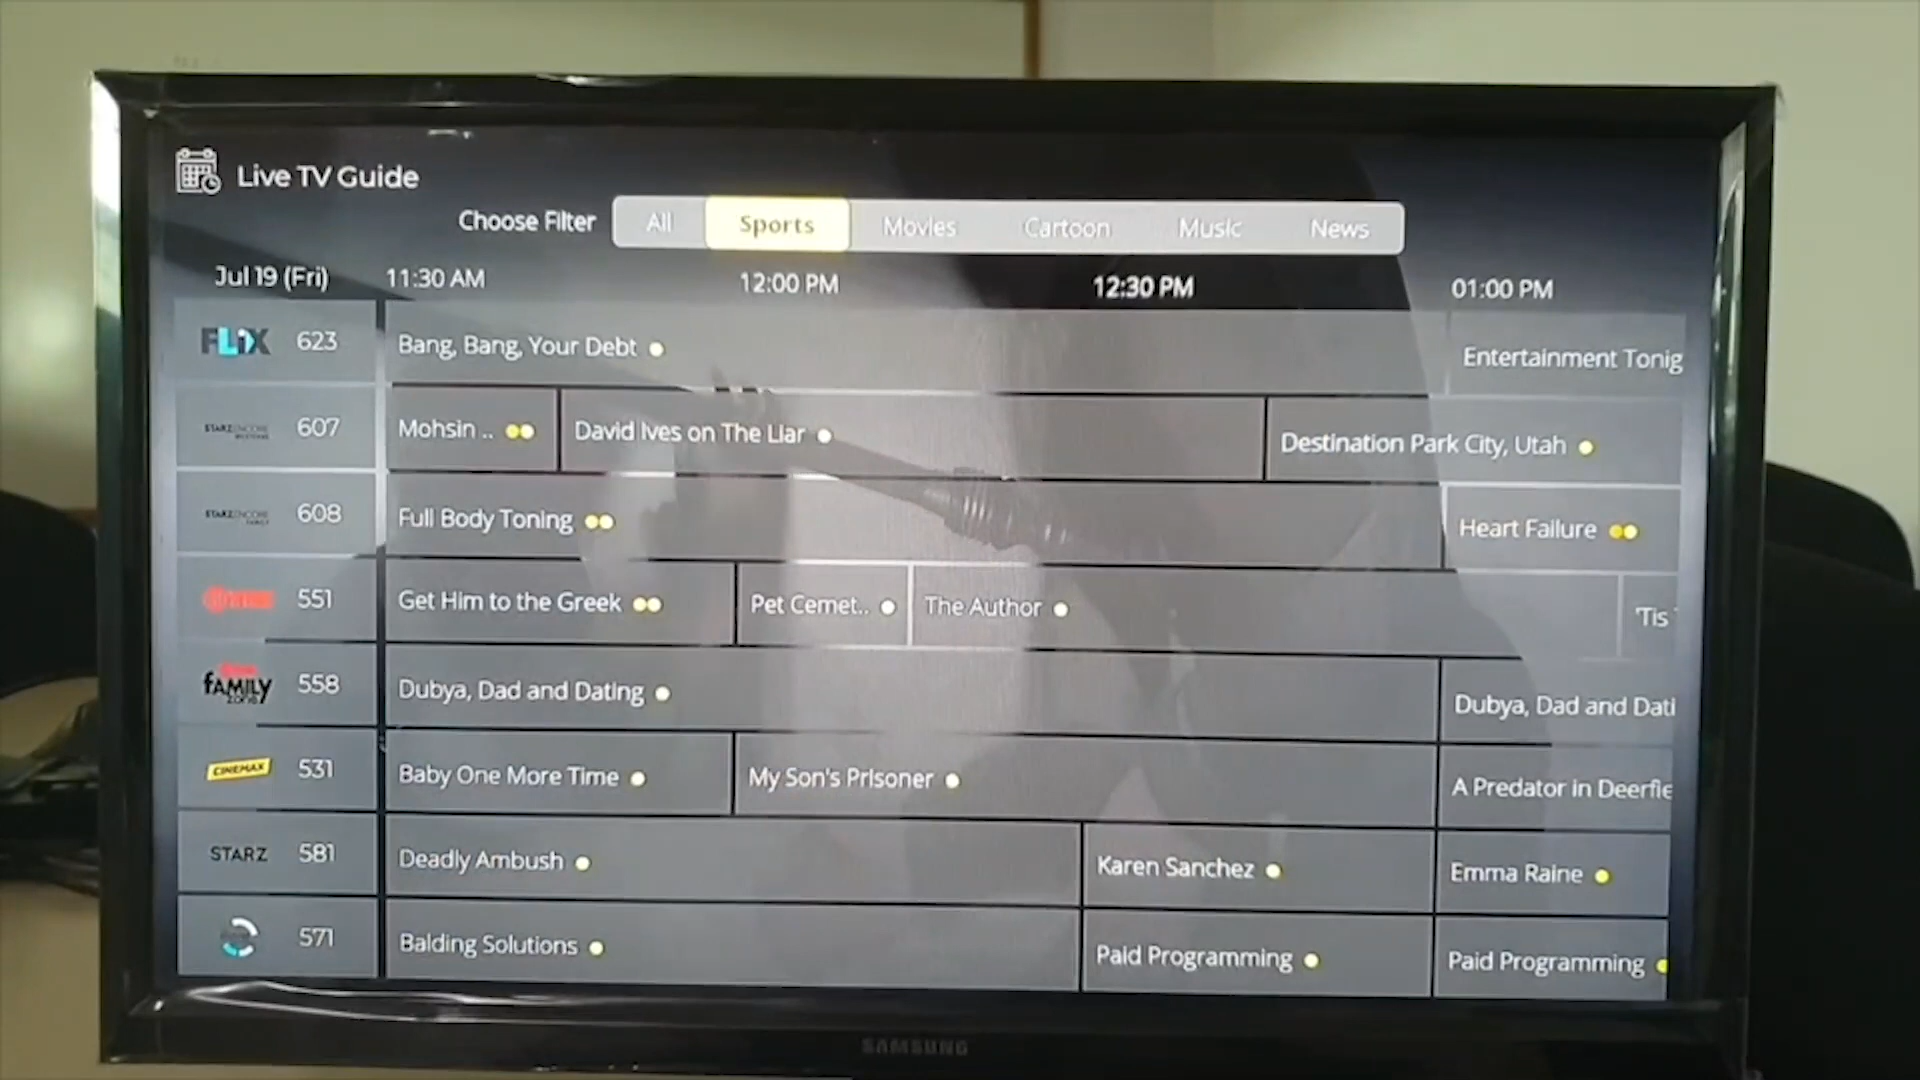 Live TV Guide
Choose Filter All Sports Movies Cartoon Music News
Jul 19 (Fri) 11:30 AM 12:00 PM 12:30 PM 01:00 PM
FLiX 623 Bang, Bang, Your Debt Entertainment Tonig
STARZENCORE 607 Mohsin .. David Ives on The Liar Destination Park City, Utah
STARZENCORE FAMILY 608 Full Body Toning Heart Failure
551 Get Him to the Greek Pet Cemet.. The Author 'Tis
FAMILY ZONE 558 Dubya, Dad and Dating Dubya, Dad and Dati
CINEMAX 531 Baby One More Time My Son's Prisoner A Predator in Deerfie
STARZ 581 Deadly Ambush Karen Sanchez Emma Raine
571 Balding Solutions Paid Programming Paid Programming
SAMSUNG